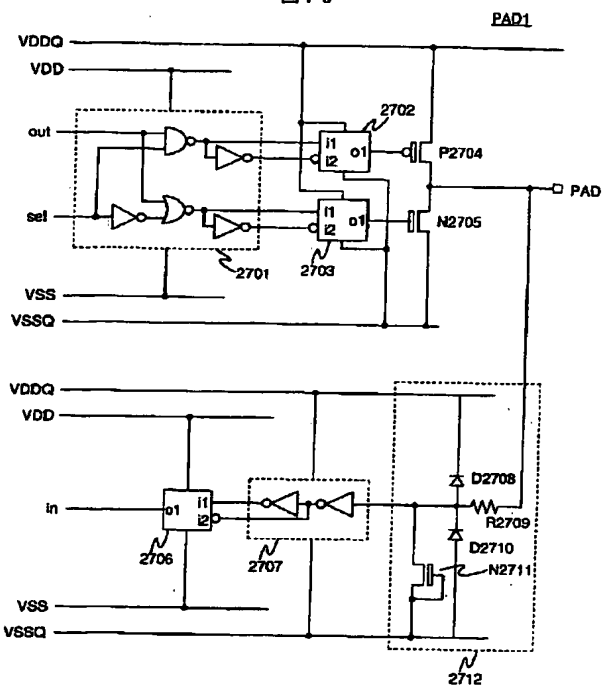 PAD1
VDDQ
VDD
2702
out
i1
o1
i2
P2704
PAD
sel
i1
o1
i2
N2705
2701
2703
VSS
VSSQ
VDDQ
VDD
D2708
in
o1
i1
i2
R2709
D2710
2706
2707
N2711
VSS
VSSQ
2712